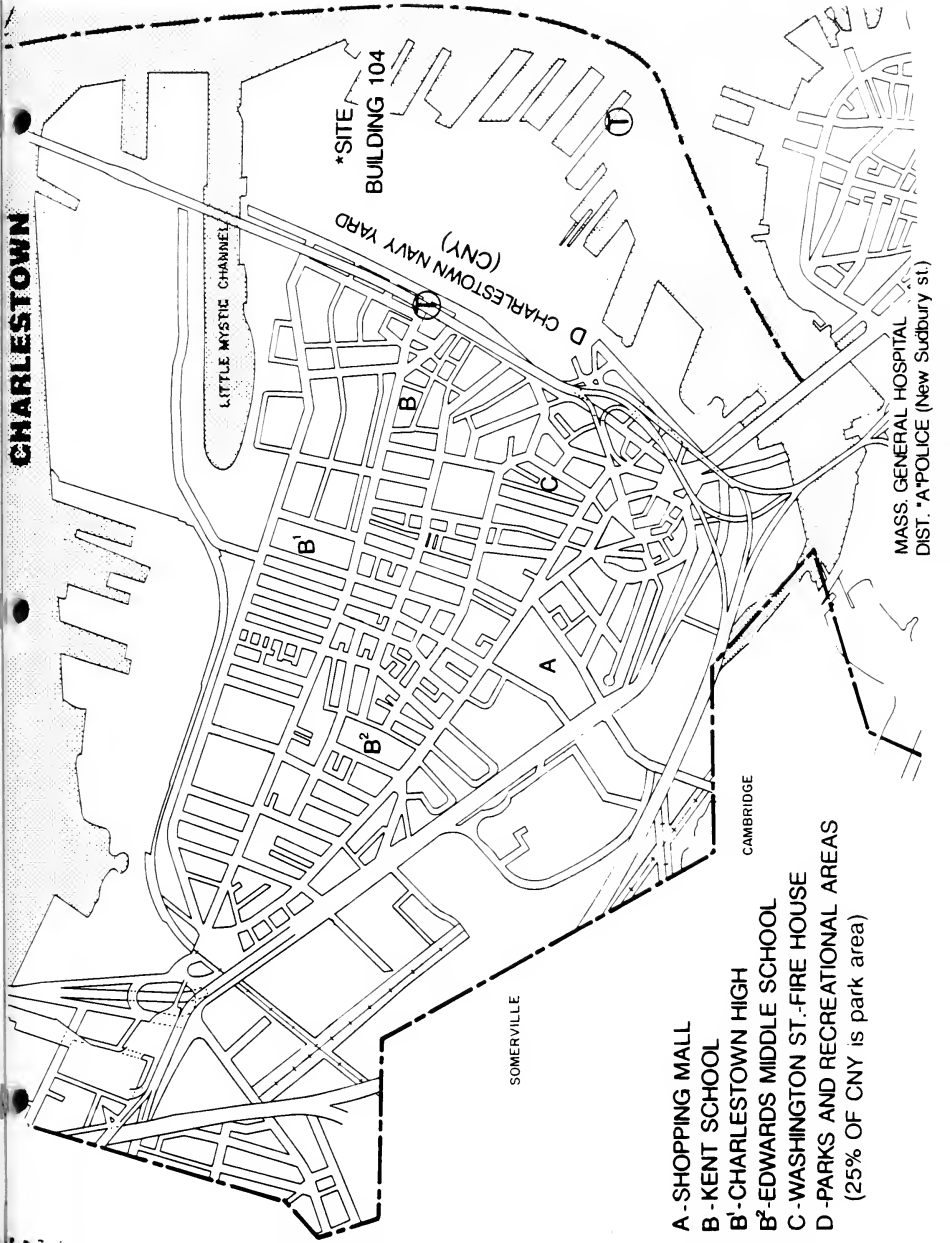 CHARLESTOWN
*SITE
BUILDING 104
LITTLE MYSTIC CHANNEL
D CHARLESTOWN NAVY YARD
(CNY)
T
T
B
B¹
B²
C
A
MASS. GENERAL HOSPITAL
DIST. "A" POLICE (New Sudbury st.)
CAMBRIDGE
SOMERVILLE
A - SHOPPING MALL
B - KENT SCHOOL
B¹ - CHARLESTOWN HIGH
B² - EDWARDS MIDDLE SCHOOL
C - WASHINGTON ST. - FIRE HOUSE
D - PARKS AND RECREATIONAL AREAS
(25% OF CNY is park area)